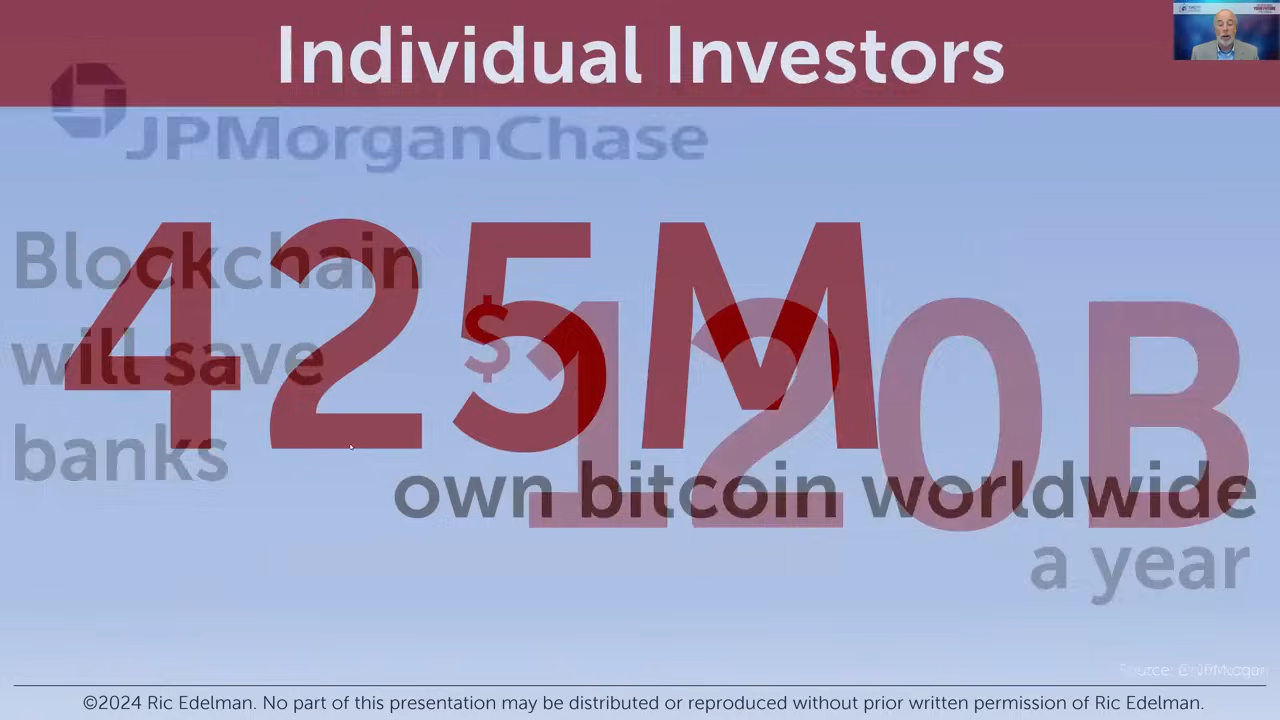 Individual Investors
JPMorganChase
425M
own bitcoin worldwide
Blockchain
will save
banks
$120B
a year
©2024 Ric Edelman. No part of this presentation may be distributed or reproduced without prior written permission of Ric Edelman.